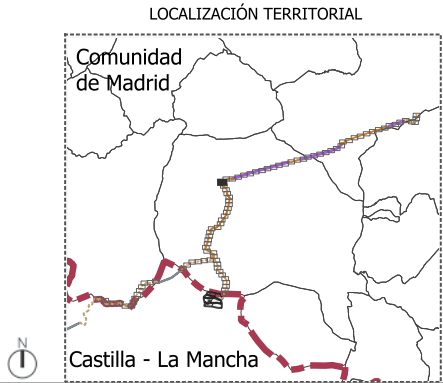 LOCALIZACIÓN TERRITORIAL
Comunidad
de Madrid
N
Castilla - La Mancha